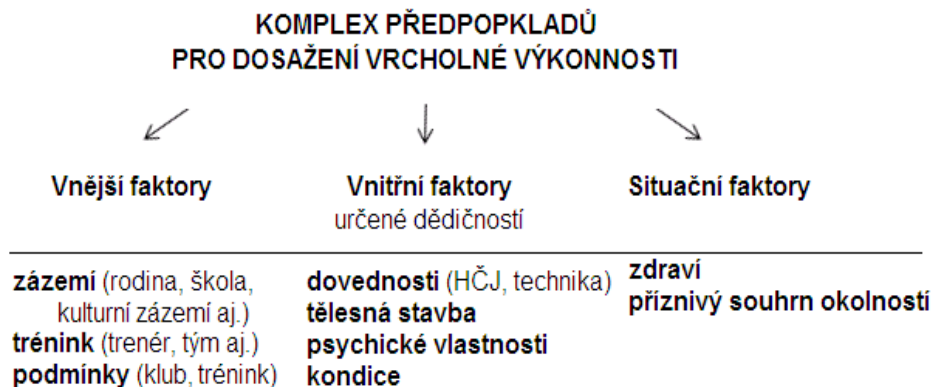 KOMPLEX PŘEDPOPKLADŮ
PRO DOSAŽENÍ VRCHOLNÉ VÝKONNOSTI
Vnější faktory
Vnitřní faktory
určené dědičností
Situační faktory
zázemí (rodina, škola,
kulturní zázemí aj.)
trénink (trenér, tým aj.)
podmínky (klub, trénink)
dovednosti (HČJ, technika)
tělesná stavba
psychické vlastnosti
kondice
zdraví
příznivý souhrn okolností